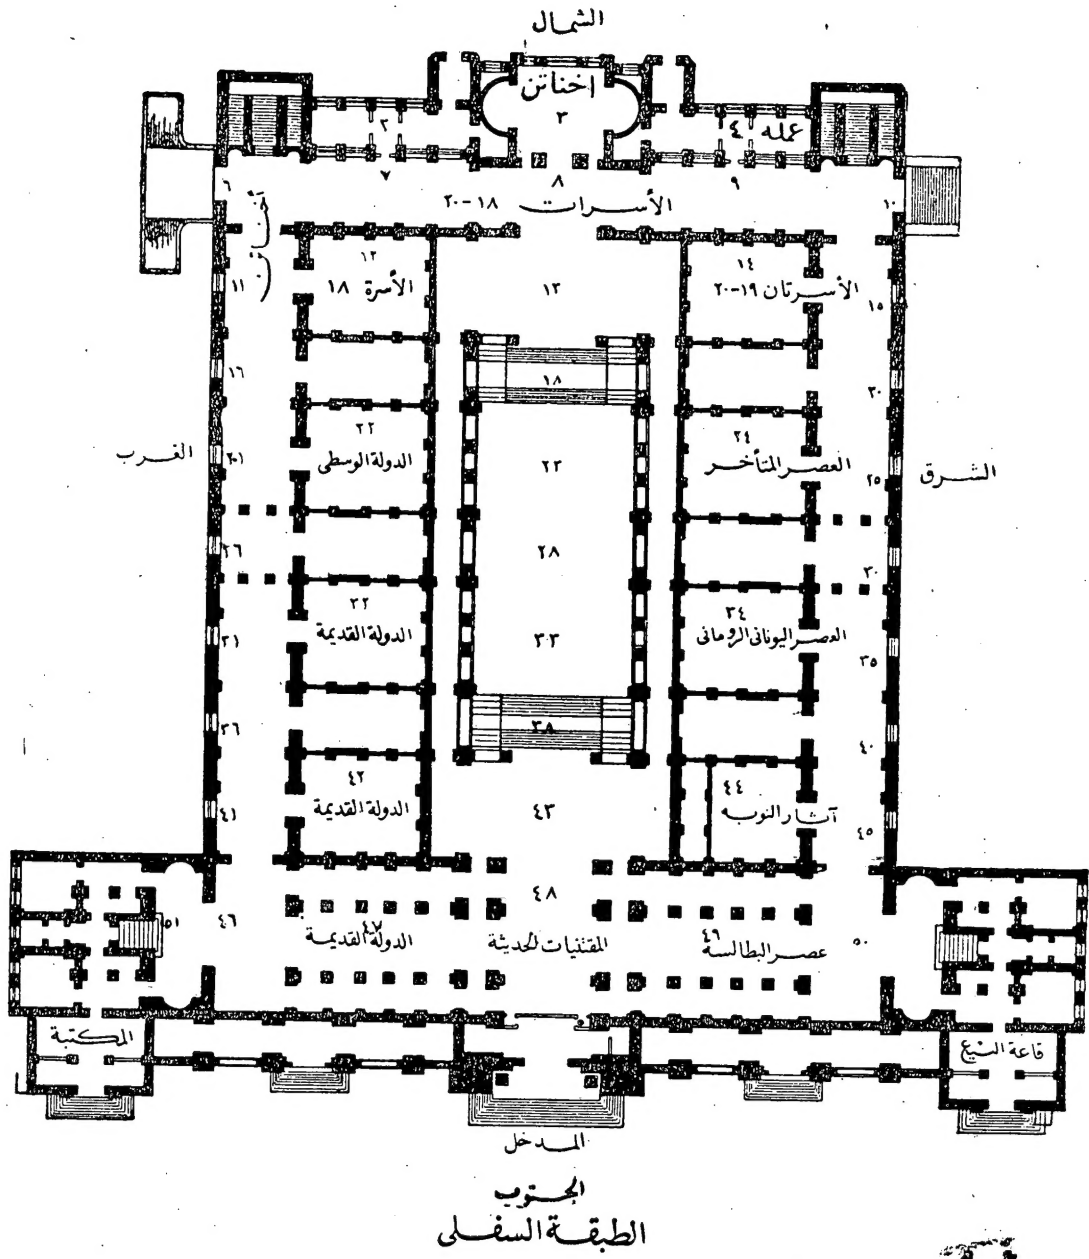 الشمال
اخناتن
٣
٢
عمله ٤
٦
٧
٨
٩
١٠
الأسرات ١٨-٢٠
١١
١٢
الأسرة ١٨
١٣
١٤
الأسرتان ١٩-٢٠
١٥
١٦
١٨
٢٠
٢١
٢٢
الدولة الوسطى
٢٣
٢٤
العصر المتأخر
٢٥
الغرب
الشرق
٢٦
٢٨
٣٠
٣١
٣٢
الدولة القديمة
٣٣
٣٤
العصر اليونانى الرومانى
٣٥
٣٦
٣٨
٤٠
٤١
٤٢
الدولة القديمة
٤٣
٤٤
آثار النوبه
٤٥
٤٦
٤٧
الدولة القديمة
٤٨
المقتنيات الحديثة
٤٩
عصر البطالسة
٥٠
٥١
المكتبة
قاعة البيع
المدخل
الجنوب
الطبقة السفلى